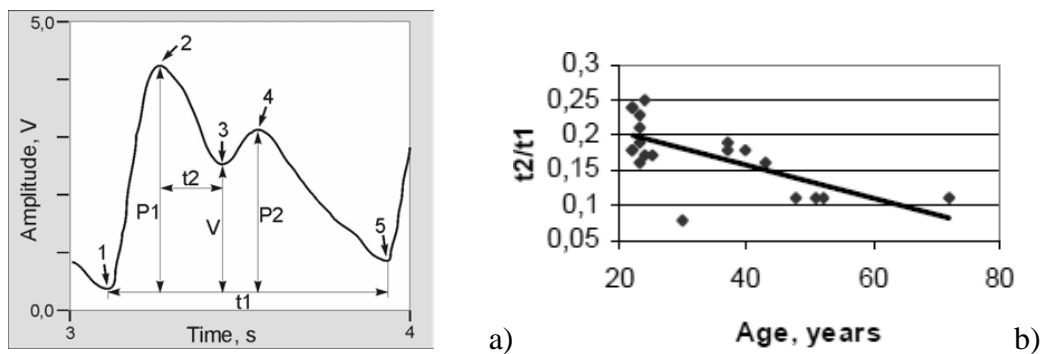 5,0
Amplitude, V
0,0
3
Time, s
4
1
2
3
4
5
P1
t2
V
P2
t1
a)
0,3
0,25
0,2
0,15
0,1
0,05
t2/t1
20
40
60
80
Age, years
b)